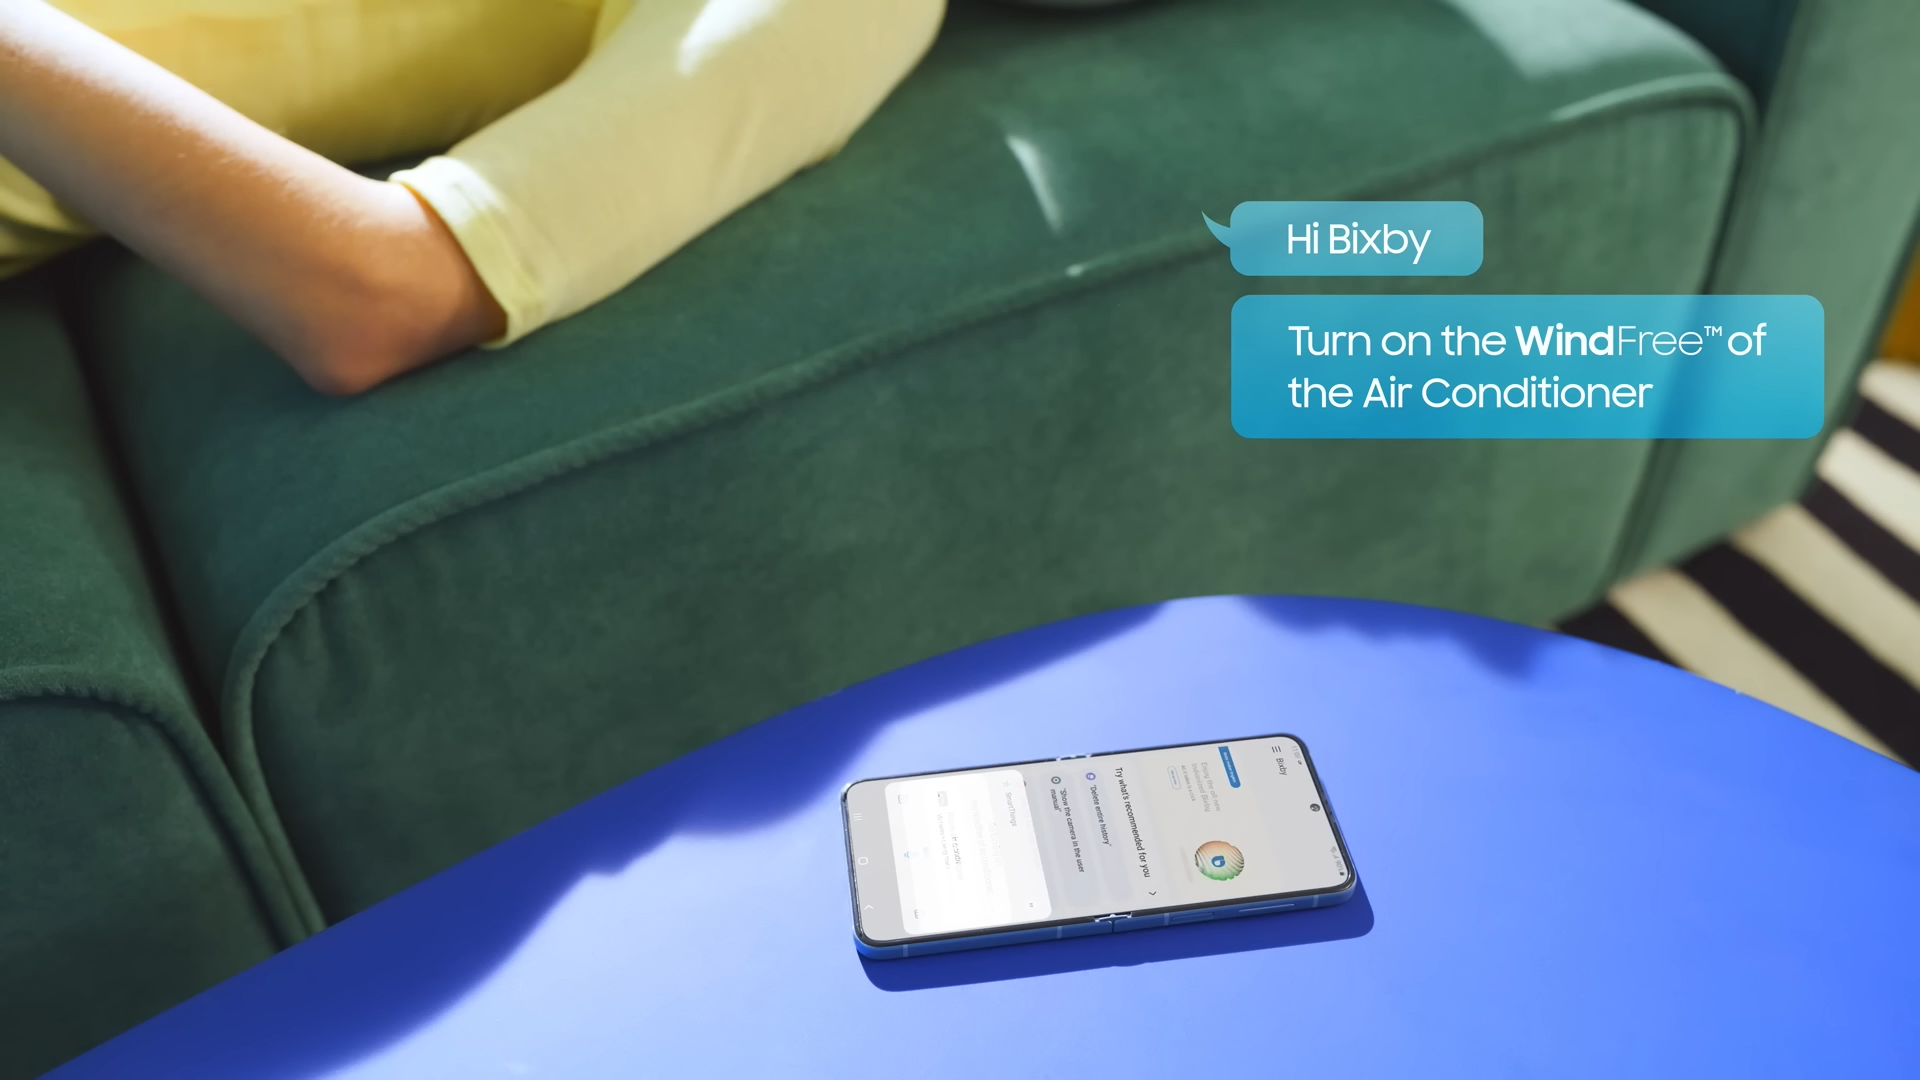 Hi Bixby
Turn on the WindFree™ of
the Air Conditioner
Bixby
Try what's recommended for you
"Delete entire history"
"Show the camera in the user
manual"
SmartThings